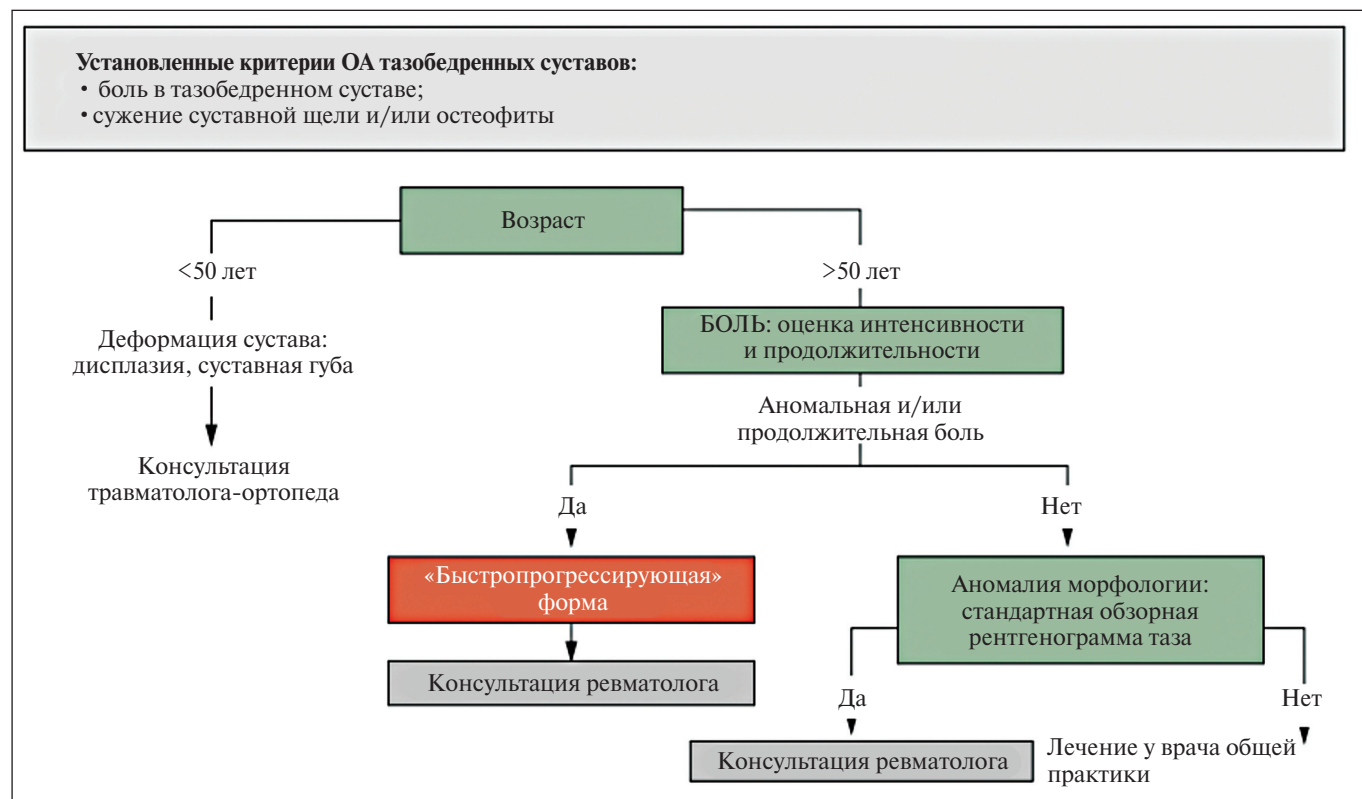 Установленные критерии ОА тазобедренных суставов:
• боль в тазобедренном суставе;
• сужение суставной щели и/или остеофиты
Возраст
<50 лет
>50 лет
Деформация сустава:
дисплазия, суставная губа
БОЛЬ: оценка интенсивности
и продолжительности
Аномальная и/или
продолжительная боль
Консультация
травматолога-ортопеда
Да
Нет
«Быстропрогрессирующая»
форма
Аномалия морфологии:
стандартная обзорная
рентгенограмма таза
Консультация ревматолога
Да
Нет
Консультация ревматолога
Лечение у врача общей
практики